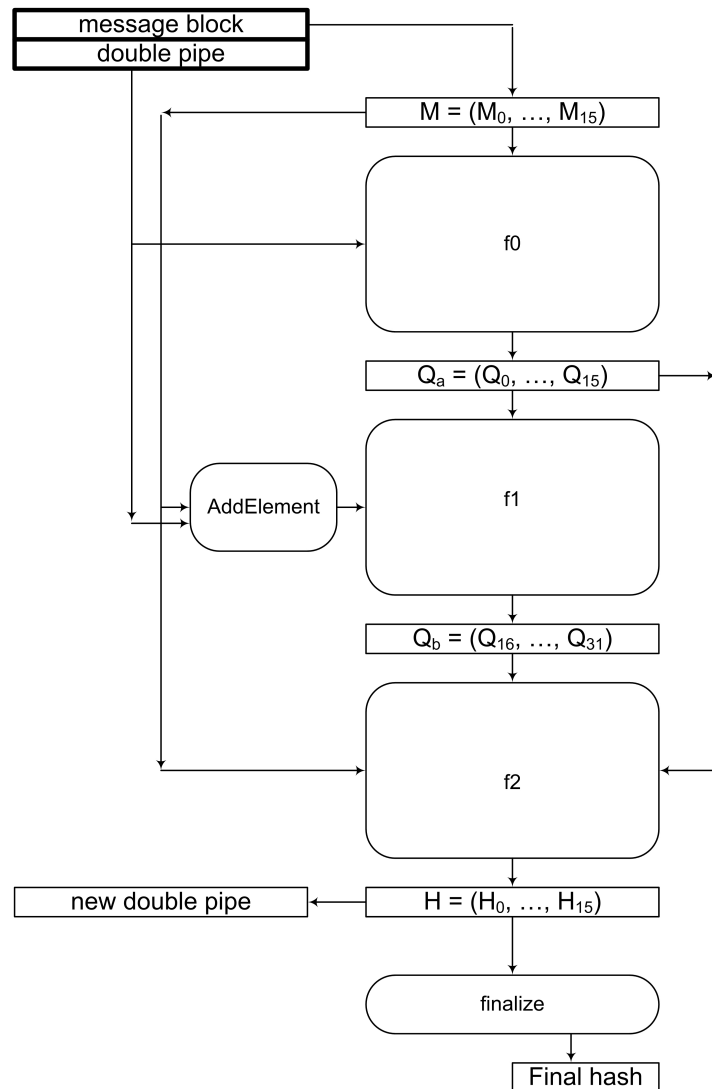 message block
double pipe
M = (M₀, …, M₁₅)
f0
Qₐ = (Q₀, …, Q₁₅)
AddElement
f1
Q_b = (Q₁₆, …, Q₃₁)
f2
new double pipe
H = (H₀, …, H₁₅)
finalize
Final hash